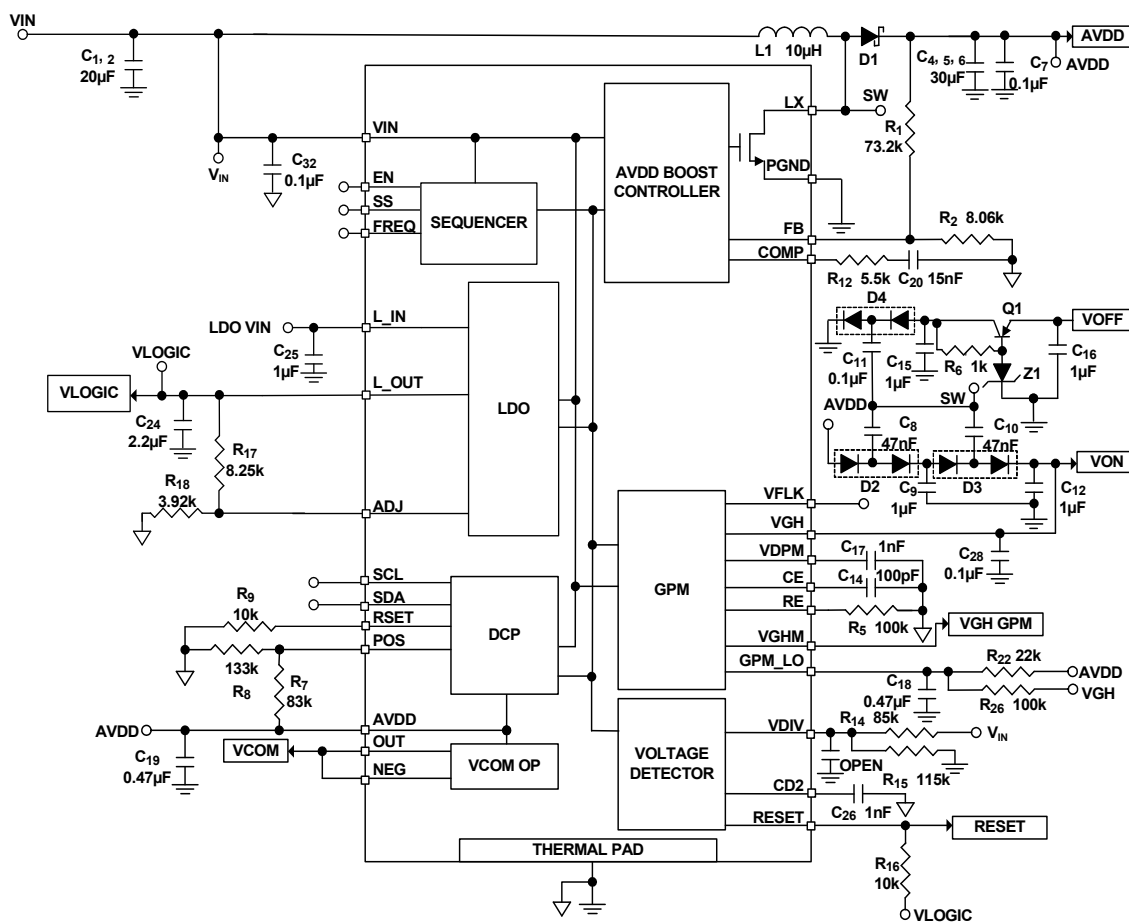 VIN
C1, 2
20µF
L1 10µH
D1
AVDD
C4, 5, 6
30µF
C7
0.1µF
AVDD
LX
SW
R1
73.2k
VIN
VIN
C32
0.1µF
PGND
AVDD BOOST
CONTROLLER
EN
SS
FREQ
SEQUENCER
FB
R2 8.06k
COMP
R12 5.5k
C20 15nF
D4
Q1
VOFF
L_IN
LDO VIN
C25
1µF
C11
0.1µF
C15
1µF
R6 1k
Z1
C16
1µF
VLOGIC
VLOGIC
L_OUT
LDO
C24
2.2µF
AVDD
SW
C8
47nF
C10
47nF
VON
R17
8.25k
R18
3.92k
D2
C9
1µF
D3
C12
1µF
ADJ
VFLK
VGH
C28
0.1µF
VDPM
C17 1nF
CE
C14 100pF
RE
R5 100k
GPM
VGHM
VGH GPM
GPM_LO
SCL
SDA
RSET
POS
DCP
R9
10k
133k
R8
R7
83k
R22 22k
AVDD
C18
0.47µF
R26 100k
VGH
AVDD
AVDD
OUT
VCOM
C19
0.47µF
NEG
VCOM OP
VOLTAGE
DETECTOR
VDIV
R14
85k
VIN
OPEN
R15 115k
CD2
C26 1nF
RESET
RESET
R16
10k
VLOGIC
THERMAL PAD